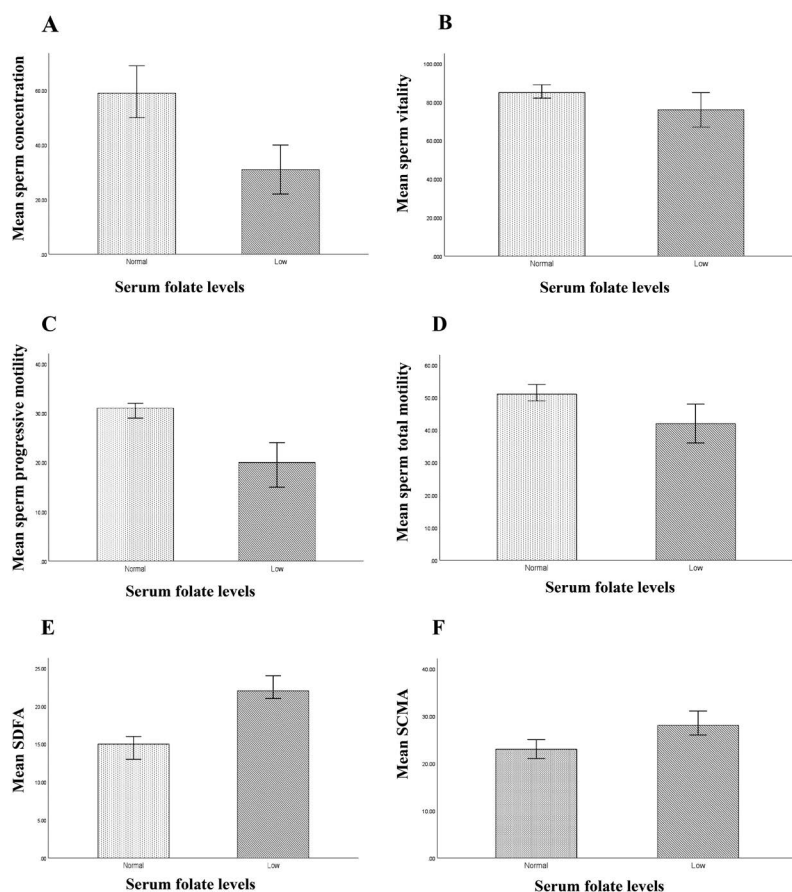 A
Mean sperm concentration
60.00
40.00
20.00
.00
Normal
Low
Serum folate levels
B
Mean sperm vitality
100.000
80.000
60.000
40.000
20.000
.000
Normal
Low
Serum folate levels
C
Mean sperm progressive motility
40.00
30.00
20.00
10.00
.00
Normal
Low
Serum folate levels
D
Mean sperm total motility
60.00
50.00
40.00
30.00
20.00
10.00
.00
Normal
Low
Serum folate levels
E
Mean SDFA
25.00
20.00
15.00
10.00
5.00
.00
Normal
Low
Serum folate levels
F
Mean SCMA
40.00
30.00
20.00
10.00
.00
Normal
Low
Serum folate levels